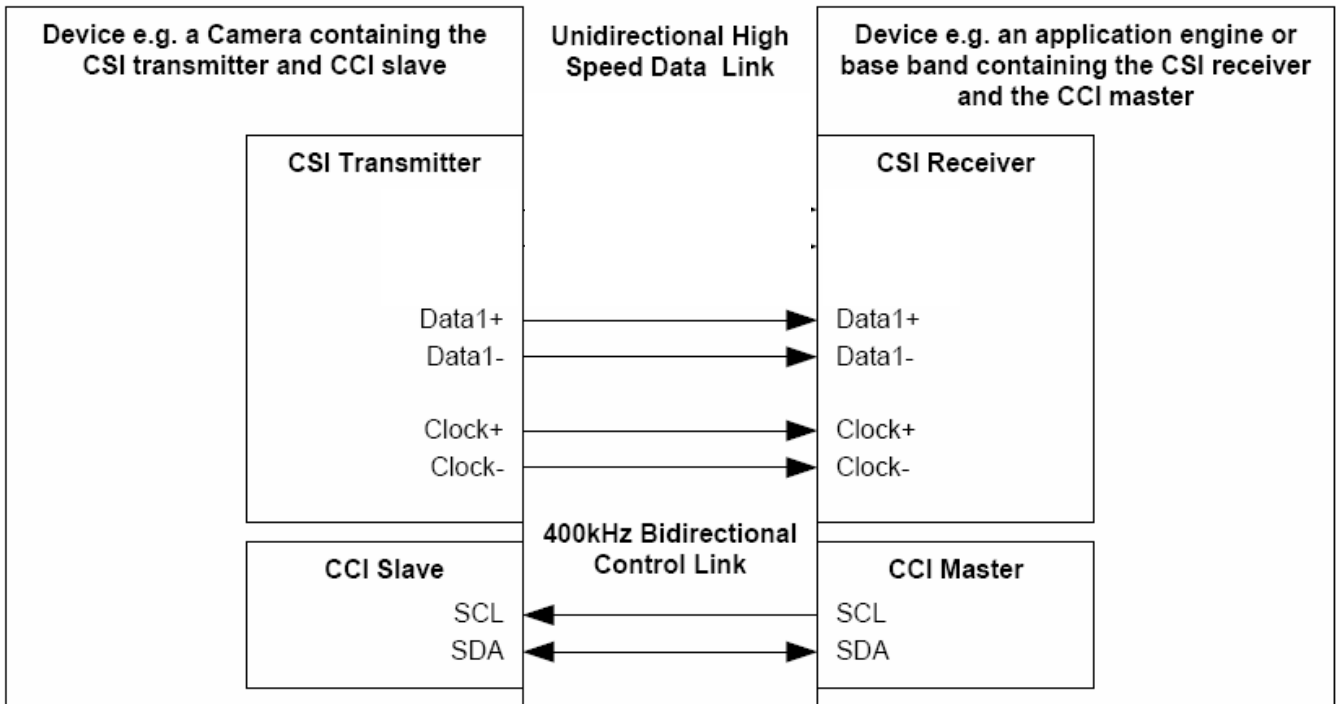 Device e.g. a Camera containing the
CSI transmitter and CCI slave
Unidirectional High
Speed Data Link
Device e.g. an application engine or
base band containing the CSI receiver
and the CCI master
CSI Transmitter
CSI Receiver
Data1+
Data1+
Data1-
Data1-
Clock+
Clock+
Clock-
Clock-
400kHz Bidirectional
Control Link
CCI Slave
CCI Master
SCL
SCL
SDA
SDA